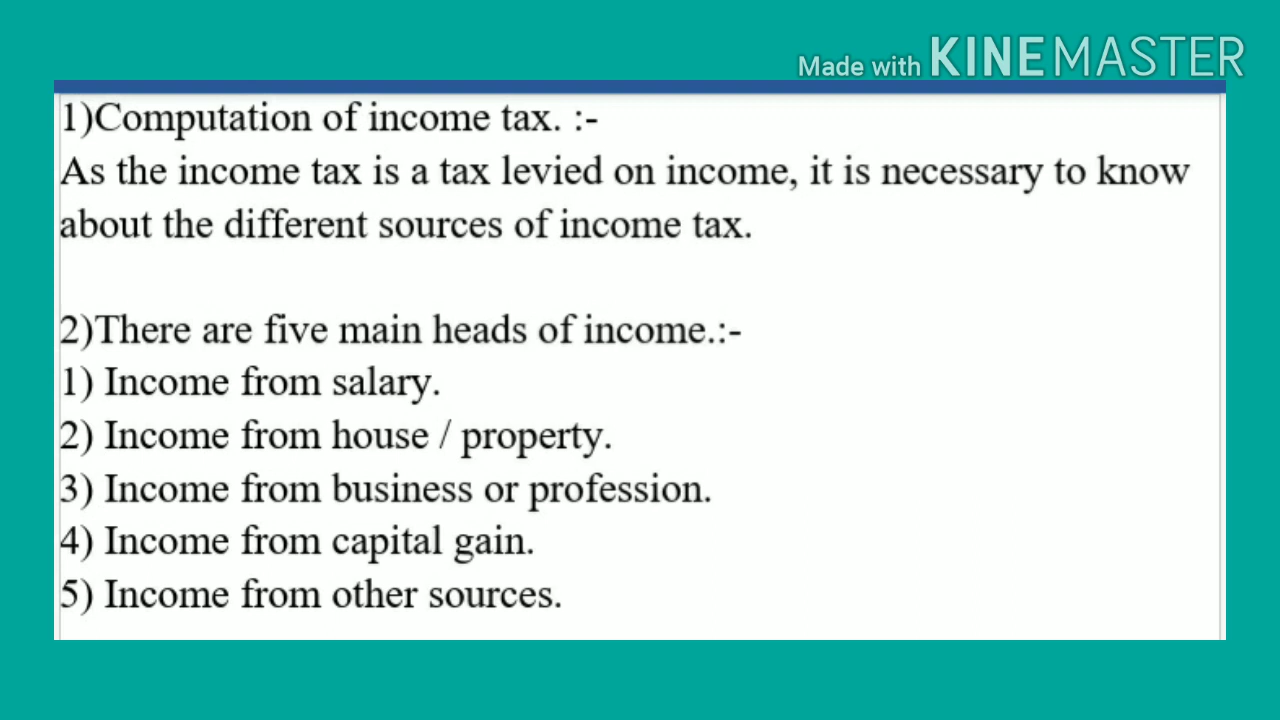 Made with KINEMASTER
1)Computation of income tax. :-
As the income tax is a tax levied on income, it is necessary to know
about the different sources of income tax.
2)There are five main heads of income.:-
1) Income from salary.
2) Income from house / property.
3) Income from business or profession.
4) Income from capital gain.
5) Income from other sources.